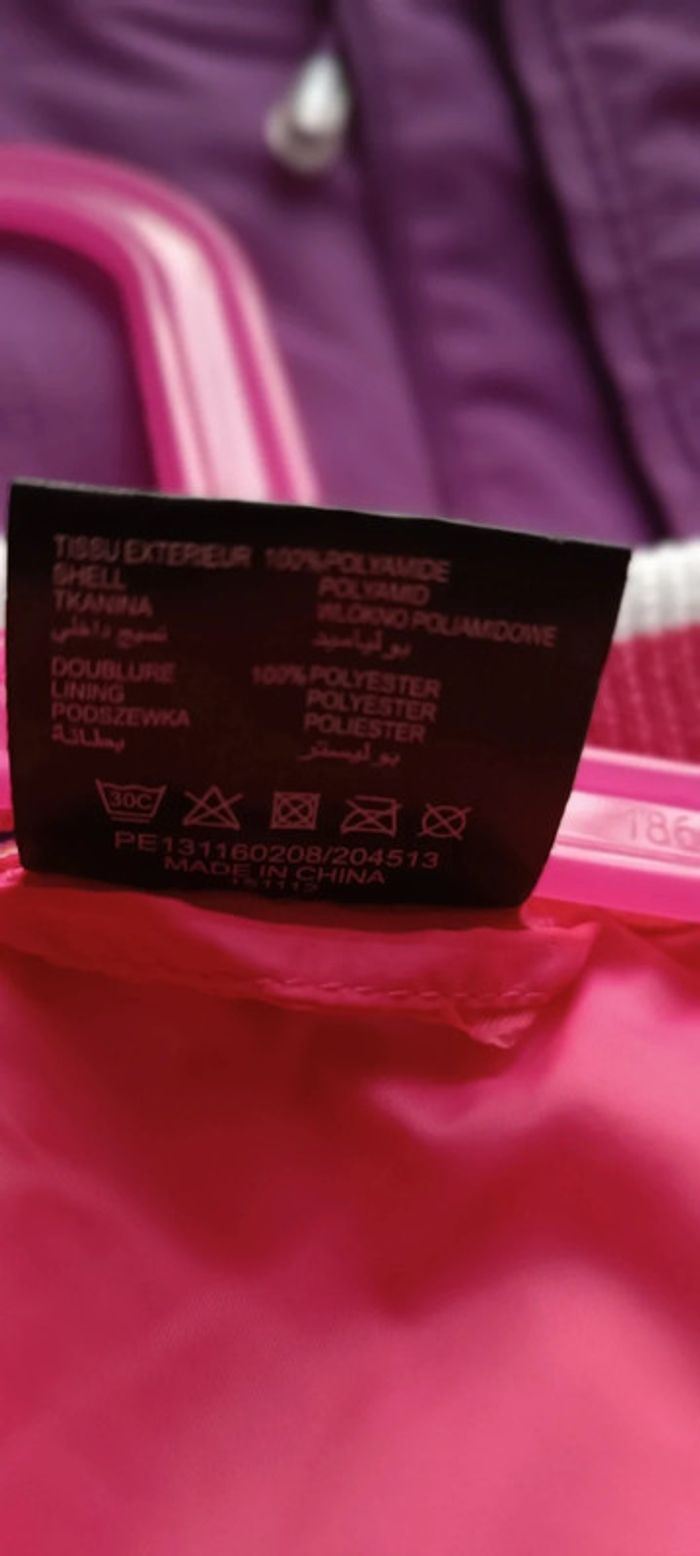 TISSU EXTERIEUR 100%POLYAMIDE
SHELL POLYAMID
TKANINA WLOKNO POLIAMIDOWE
نسيج داخلي بولياميد
DOUBLURE 100%POLYESTER
LINING POLYESTER
PODSZEWKA POLIESTER
بطانة بوليستر
30C
PE131160208/204513
MADE IN CHINA
186